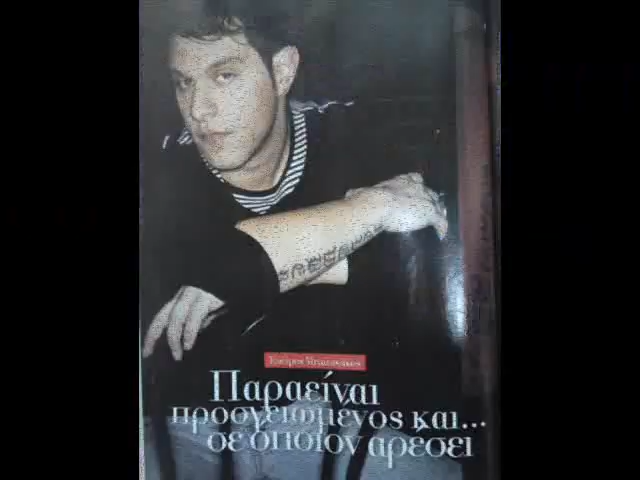 Παραείναι
προσγειωμένος και...
σε όποιον αρέσει